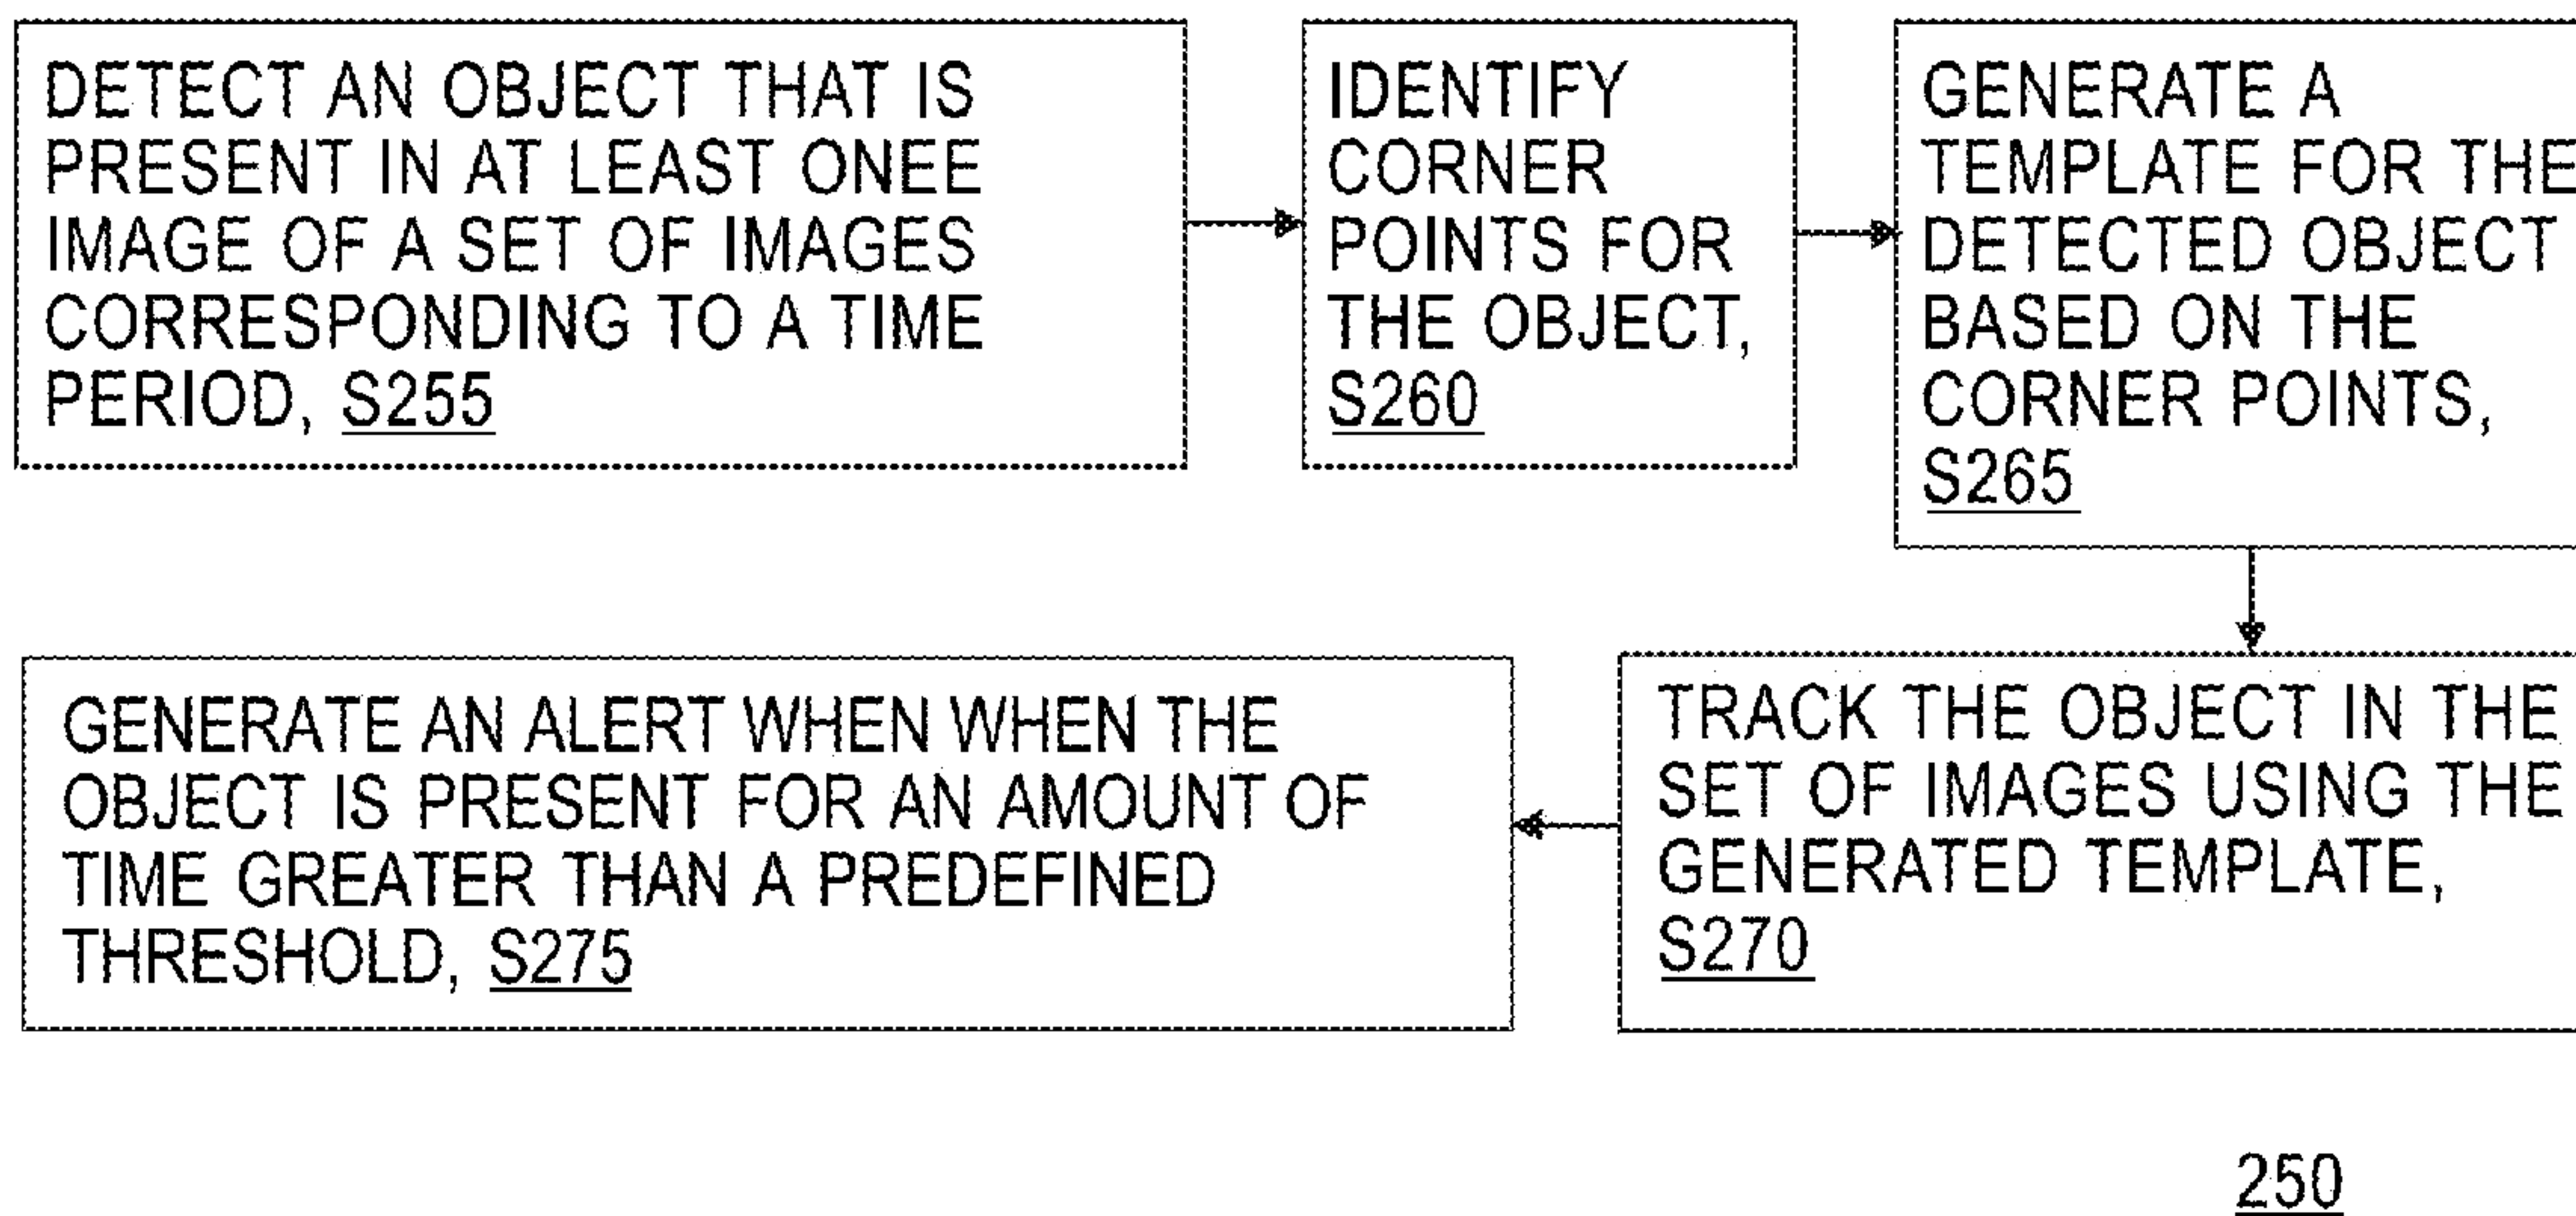 DETECT AN OBJECT THAT IS
PRESENT IN AT LEAST ONEE
IMAGE OF A SET OF IMAGES
CORRESPONDING TO A TIME
PERIOD, S255
IDENTIFY
CORNER
POINTS FOR
THE OBJECT,
S260
GENERATE A
TEMPLATE FOR THE
DETECTED OBJECT
BASED ON THE
CORNER POINTS,
S265
TRACK THE OBJECT IN THE
SET OF IMAGES USING THE
GENERATED TEMPLATE,
S270
GENERATE AN ALERT WHEN WHEN THE
OBJECT IS PRESENT FOR AN AMOUNT OF
TIME GREATER THAN A PREDEFINED
THRESHOLD, S275
250